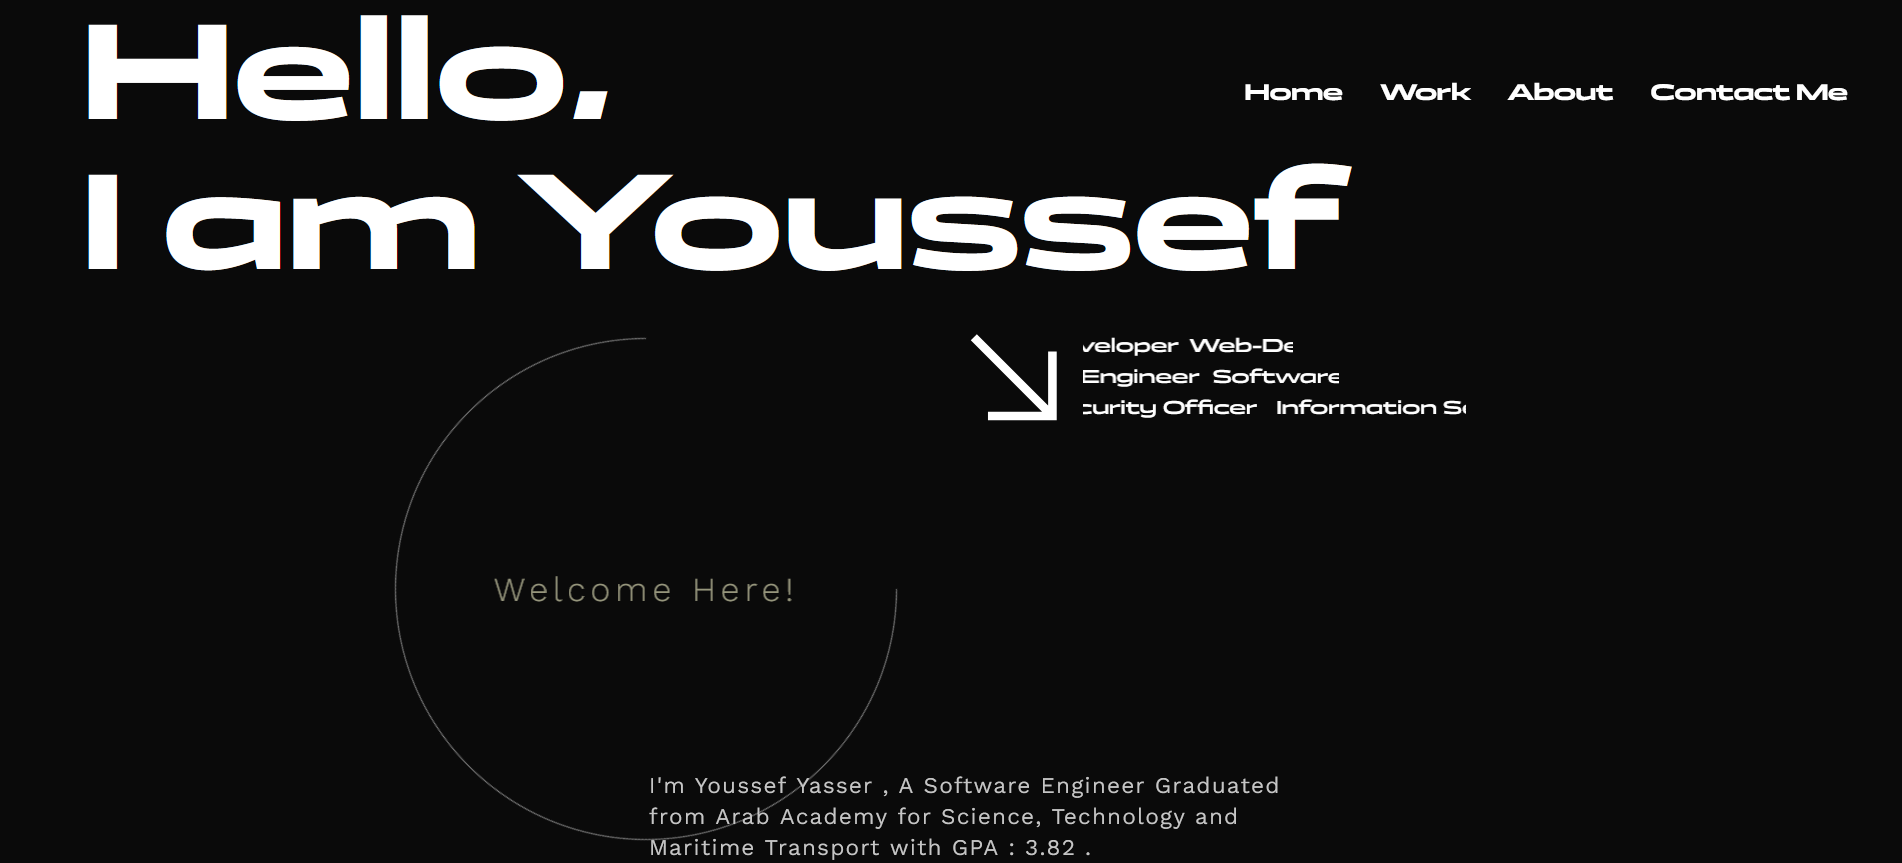 Hello.
Home Work About Contact Me
I am Youssef
veloper Web-De
Engineer Software
curity Officer Information Se
Welcome Here!
I'm Youssef Yasser , A Software Engineer Graduated
from Arab Academy for Science, Technology and
Maritime Transport with GPA : 3.82 .